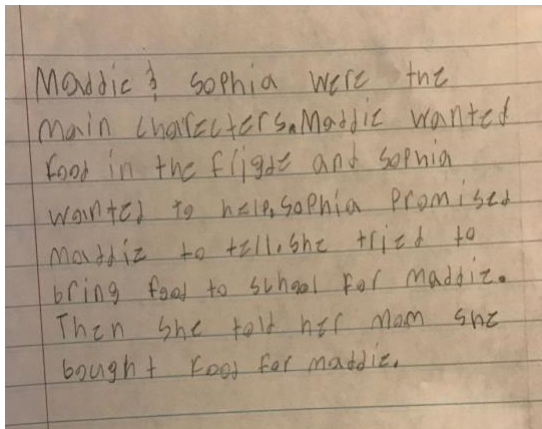 Maddie & Sophia were the
main charecters. Maddie wanted
food in the frigde and Sophia
wanted to help. Sophia promised
Maddie to tell. She tried to
bring food to school for maddie.
Then she told her mom she
bought food for maddie.